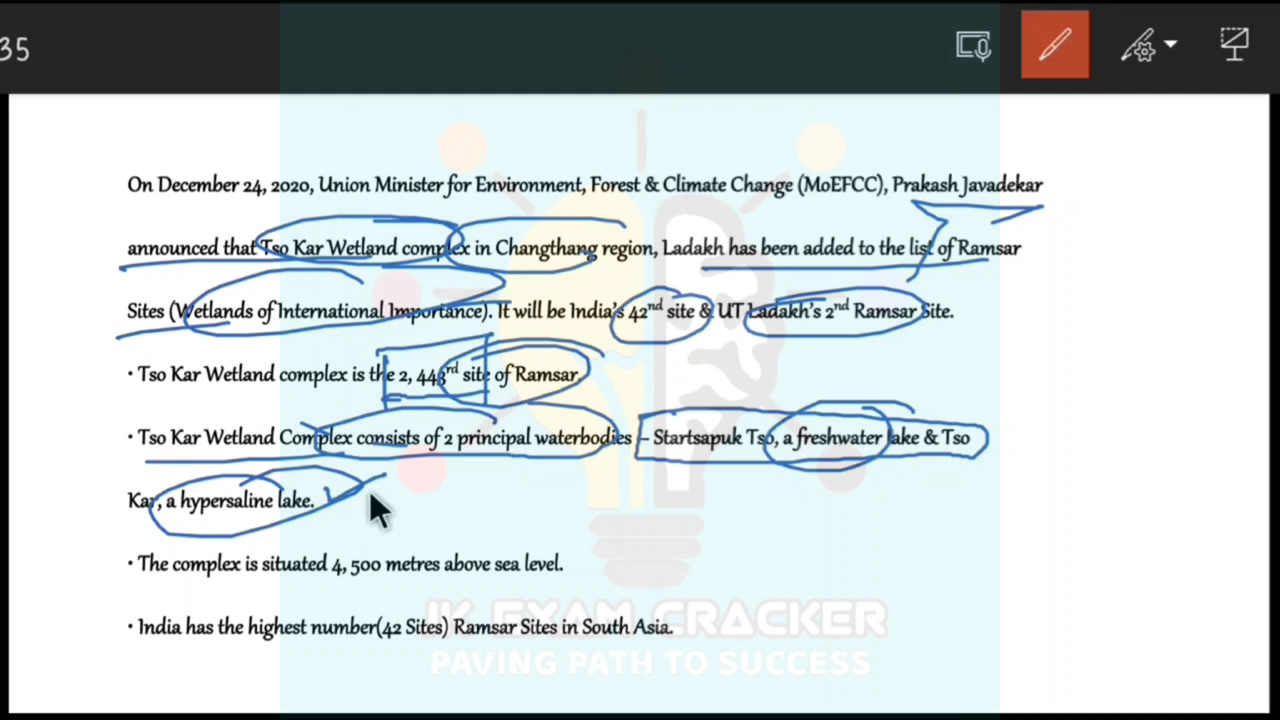 35
On December 24, 2020, Union Minister for Environment, Forest & Climate Change (MoEFCC), Prakash Javadekar
announced that Tso Kar Wetland complex in Changthang region, Ladakh has been added to the list of Ramsar
Sites (Wetlands of International Importance). It will be India's 42nd site & UT Ladakh's 2nd Ramsar Site.
• Tso Kar Wetland complex is the 2, 443rd site of Ramsar.
• Tso Kar Wetland Complex consists of 2 principal waterbodies – Startsapuk Tso, a freshwater lake & Tso
Kar, a hypersaline lake.
• The complex is situated 4, 500 metres above sea level.
• India has the highest number(42 Sites) Ramsar Sites in South Asia.
JK EXAM CRACKER
PAVING PATH TO SUCCESS